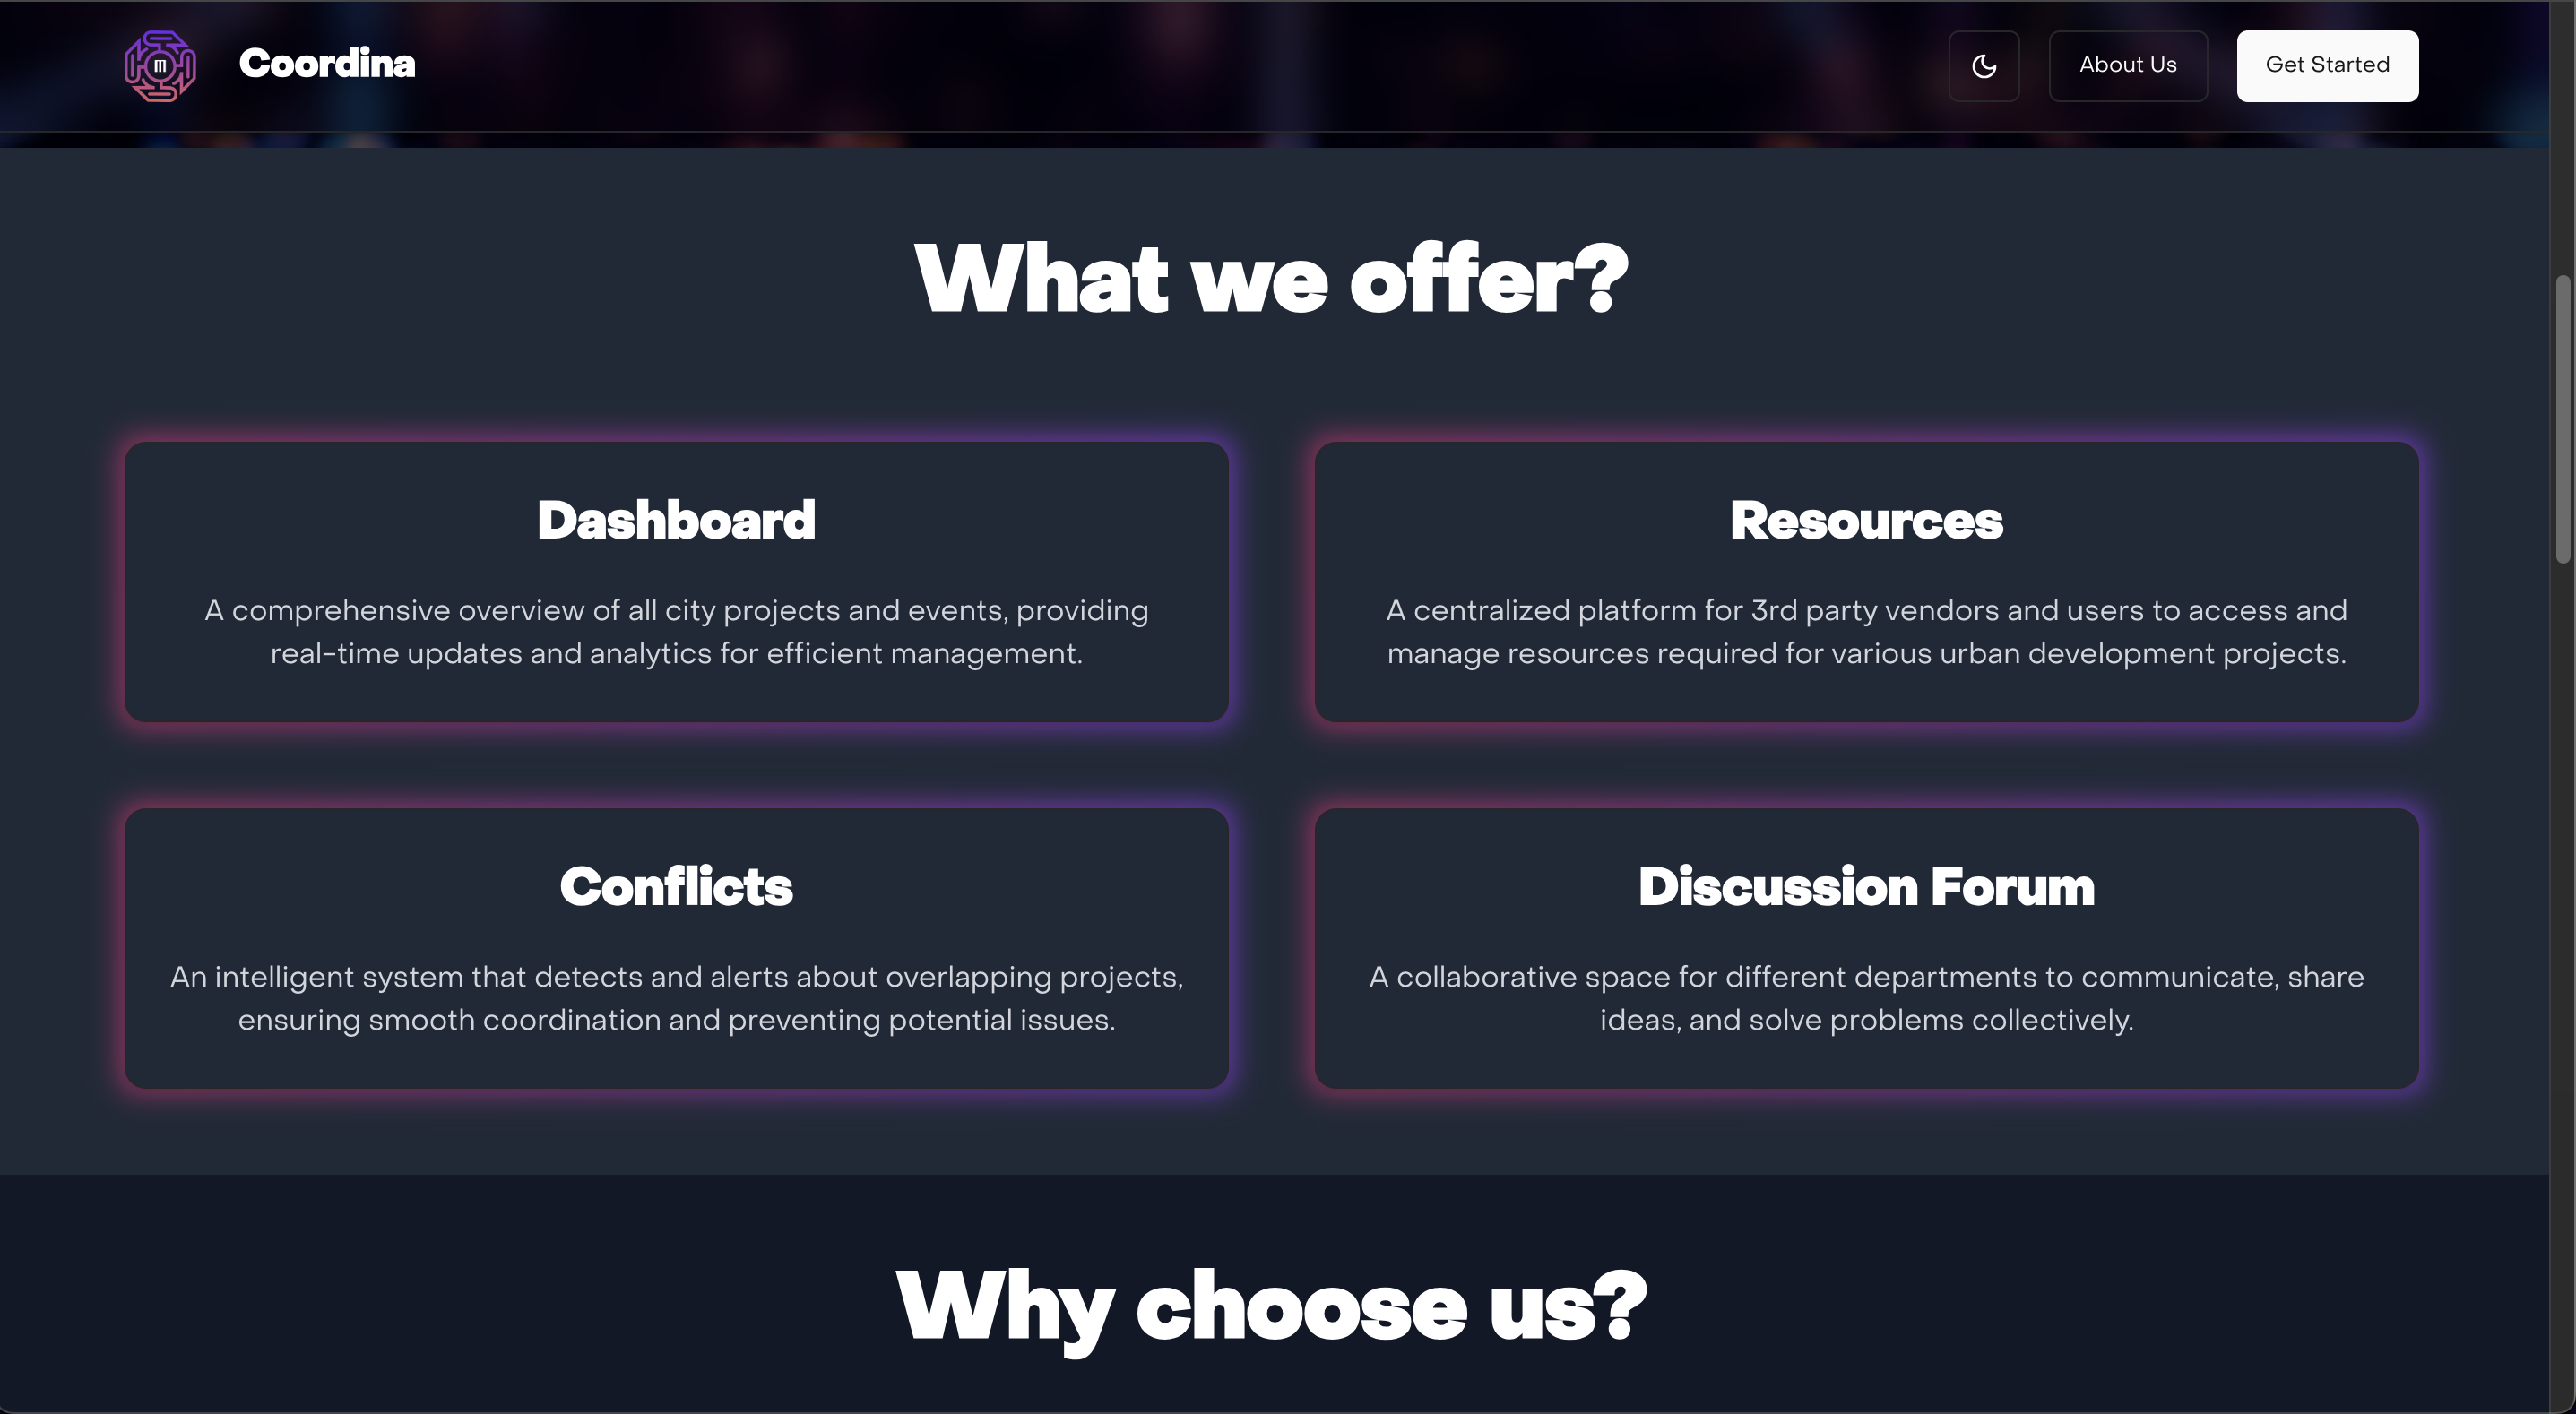 m
Coordina
About Us
Get Started
What we offer?
Dashboard
A comprehensive overview of all city projects and events, providing
real-time updates and analytics for efficient management.
Resources
A centralized platform for 3rd party vendors and users to access and
manage resources required for various urban development projects.
Conflicts
An intelligent system that detects and alerts about overlapping projects,
ensuring smooth coordination and preventing potential issues.
Discussion Forum
A collaborative space for different departments to communicate, share
ideas, and solve problems collectively.
Why choose us?